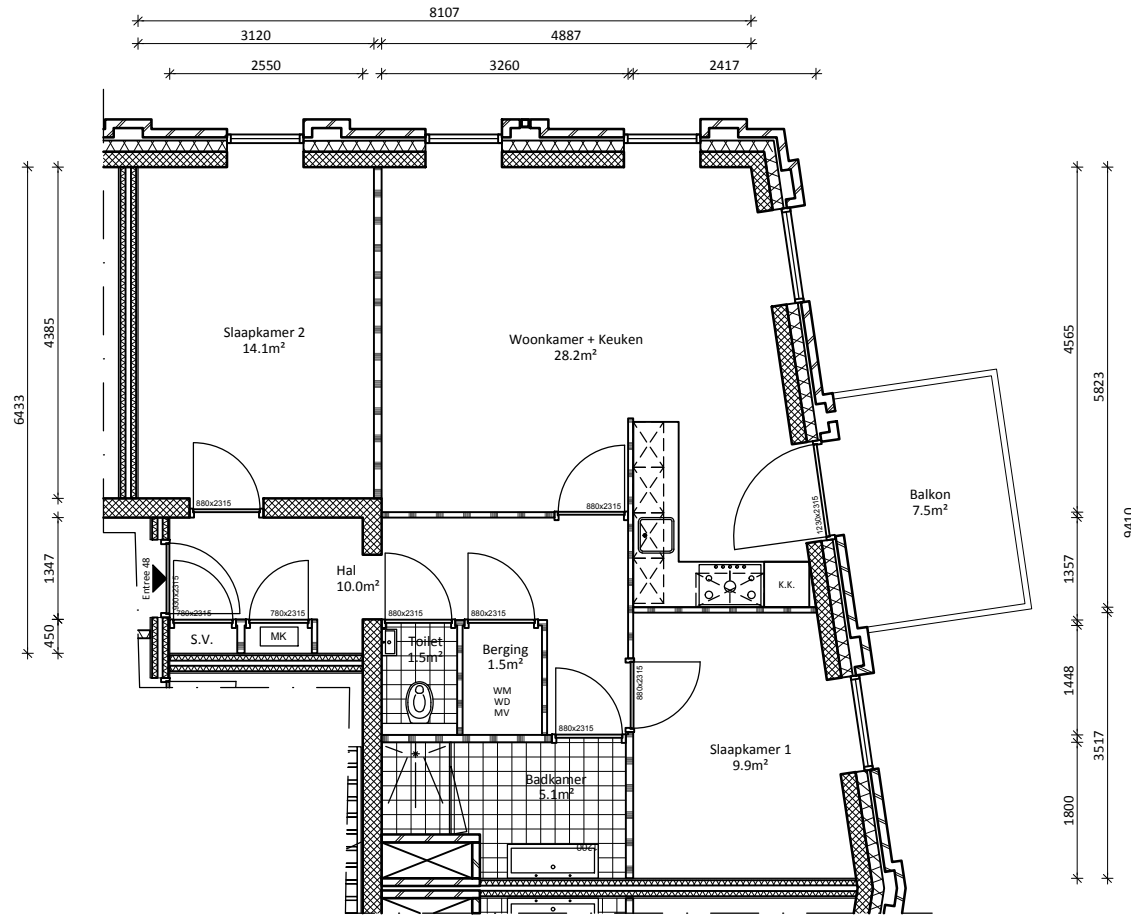 8107
3120
4887
2550
3260
2417
6433
4385
1347
450
4565
5823
1357
9410
1448
3517
1800
Slaapkamer 2
14.1m²
Woonkamer + Keuken
28.2m²
Balkon
7.5m²
880x2315
880x2315
1230x2315
Entree 48
930x2315
Hal
10.0m²
K.K.
780x2315
780x2315
880x2315
880x2315
S.V.
MK
Toilet
1.5m²
Berging
1.5m²
WM
WD
MV
880x2315
880x2315
Slaapkamer 1
9.9m²
Badkamer
5.1m²
1200